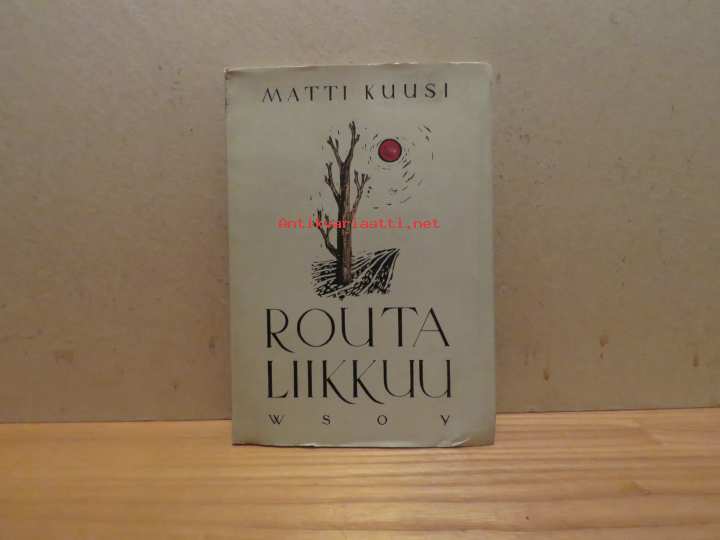 MATTI KUUSI
Antikvariaatti.net
ROUTA
LIIKKUU
WSOY